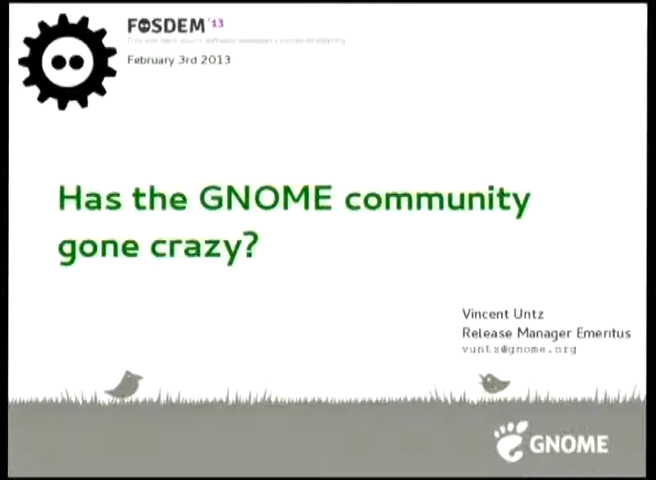 FOSDEM'13
February 3rd 2013
Has the GNOME community
gone crazy?
Vincent Untz
Release Manager Emeritus
vuntz@gnome.org
GNOME